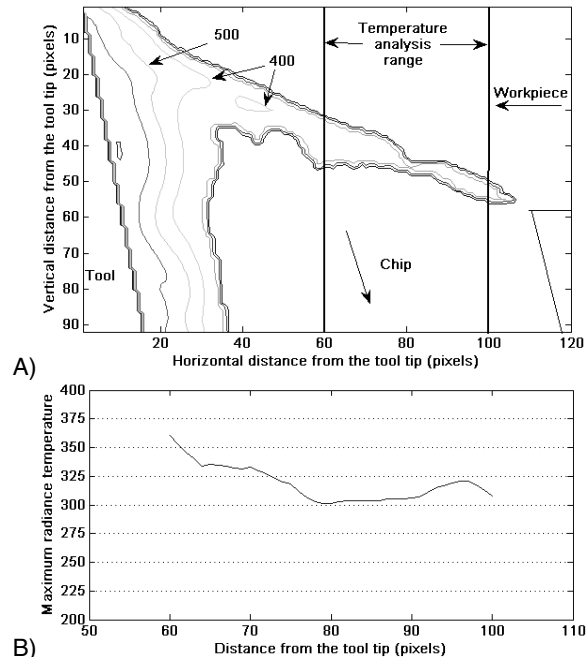 10
20
30
40
50
60
70
80
90
Vertical distance from the tool tip (pixels)
500
400
Temperature
analysis
range
Workpiece
Tool
Chip
20
40
60
80
100
120
Horizontal distance from the tool tip (pixels)
A)
400
375
350
325
300
275
250
225
200
Maximum radiance temperature
50
60
70
80
90
100
110
Distance from the tool tip (pixels)
B)